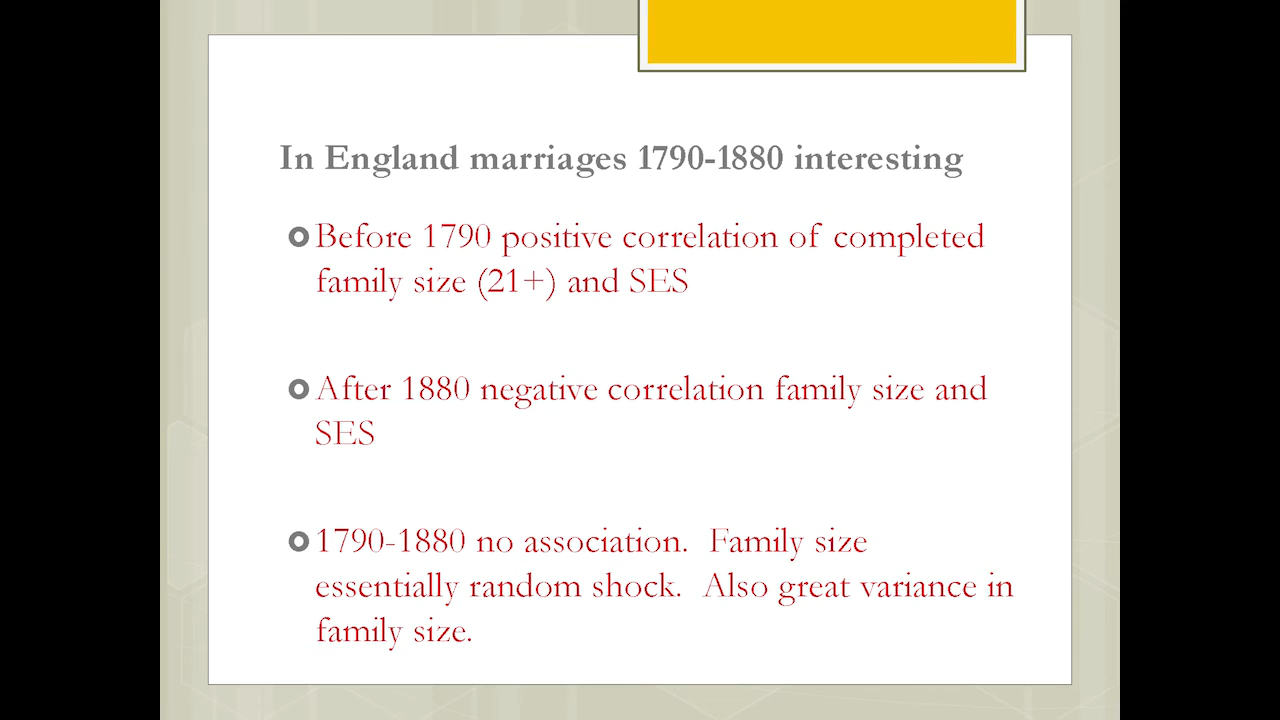 In England marriages 1790-1880 interesting
Before 1790 positive correlation of completed
family size (21+) and SES
After 1880 negative correlation family size and
SES
1790-1880 no association. Family size
essentially random shock. Also great variance in
family size.